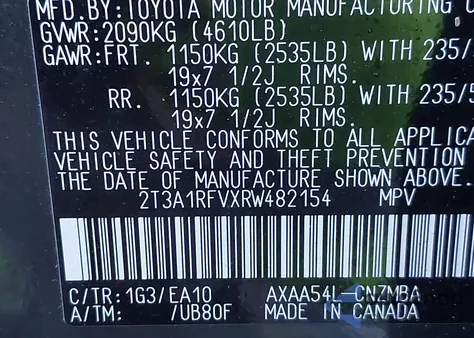 MFD.BY:TOYOTA MOTOR MANUFACTURING
GVWR:2090KG (4610LB)
GAWR:FRT. 1150KG (2535LB) WITH 235/
19x7 1/2J RIMS.
RR. 1150KG (2535LB) WITH 235/5
19x7 1/2J RIMS.
THIS VEHICLE CONFORMS TO ALL APPLICA
VEHICLE SAFETY AND THEFT PREVENTION
THE DATE OF MANUFACTURE SHOWN ABOVE.
2T3A1RFVXRW482154 MPV
C/TR: 1G3/EA10 AXAA54L-CNZMBA
A/TM: /UB80F MADE IN CANADA